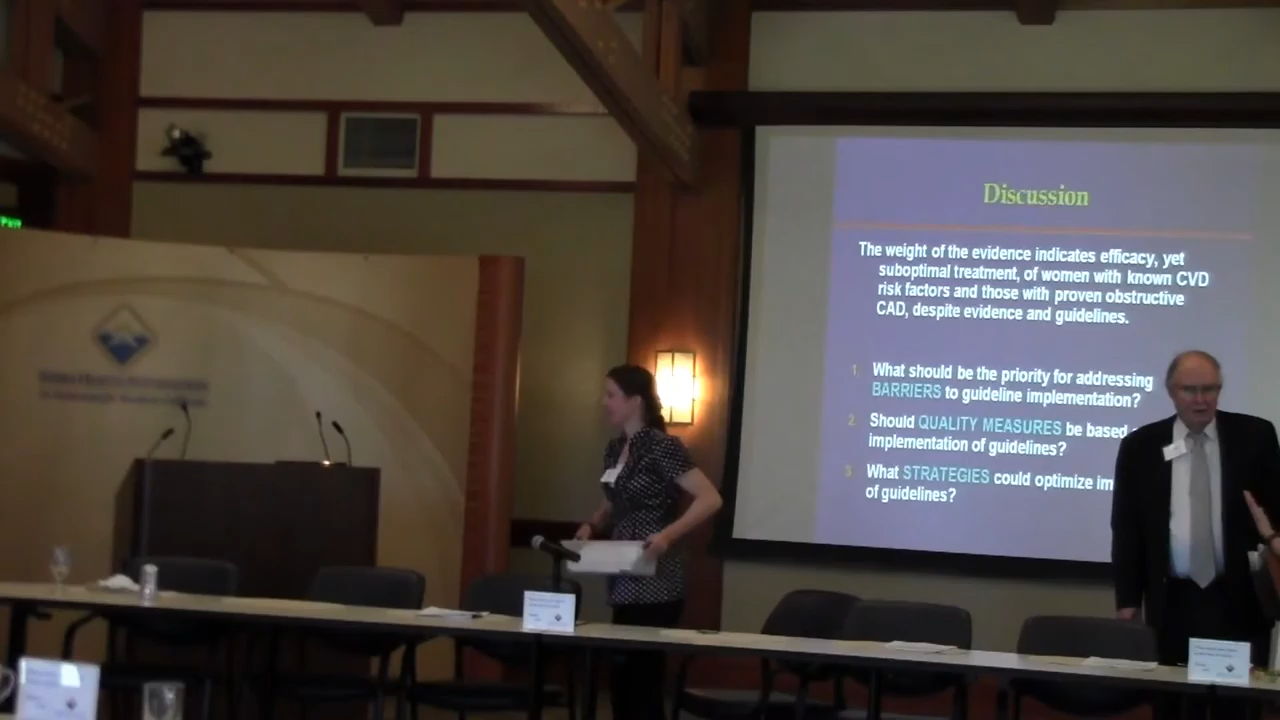 Discussion
The weight of the evidence indicates efficacy, yet
suboptimal treatment, of women with known CVD
risk factors and those with proven obstructive
CAD, despite evidence and guidelines.
1. What should be the priority for addressing
BARRIERS to guideline implementation?
2. Should QUALITY MEASURES be based
implementation of guidelines?
3. What STRATEGIES could optimize im
of guidelines?